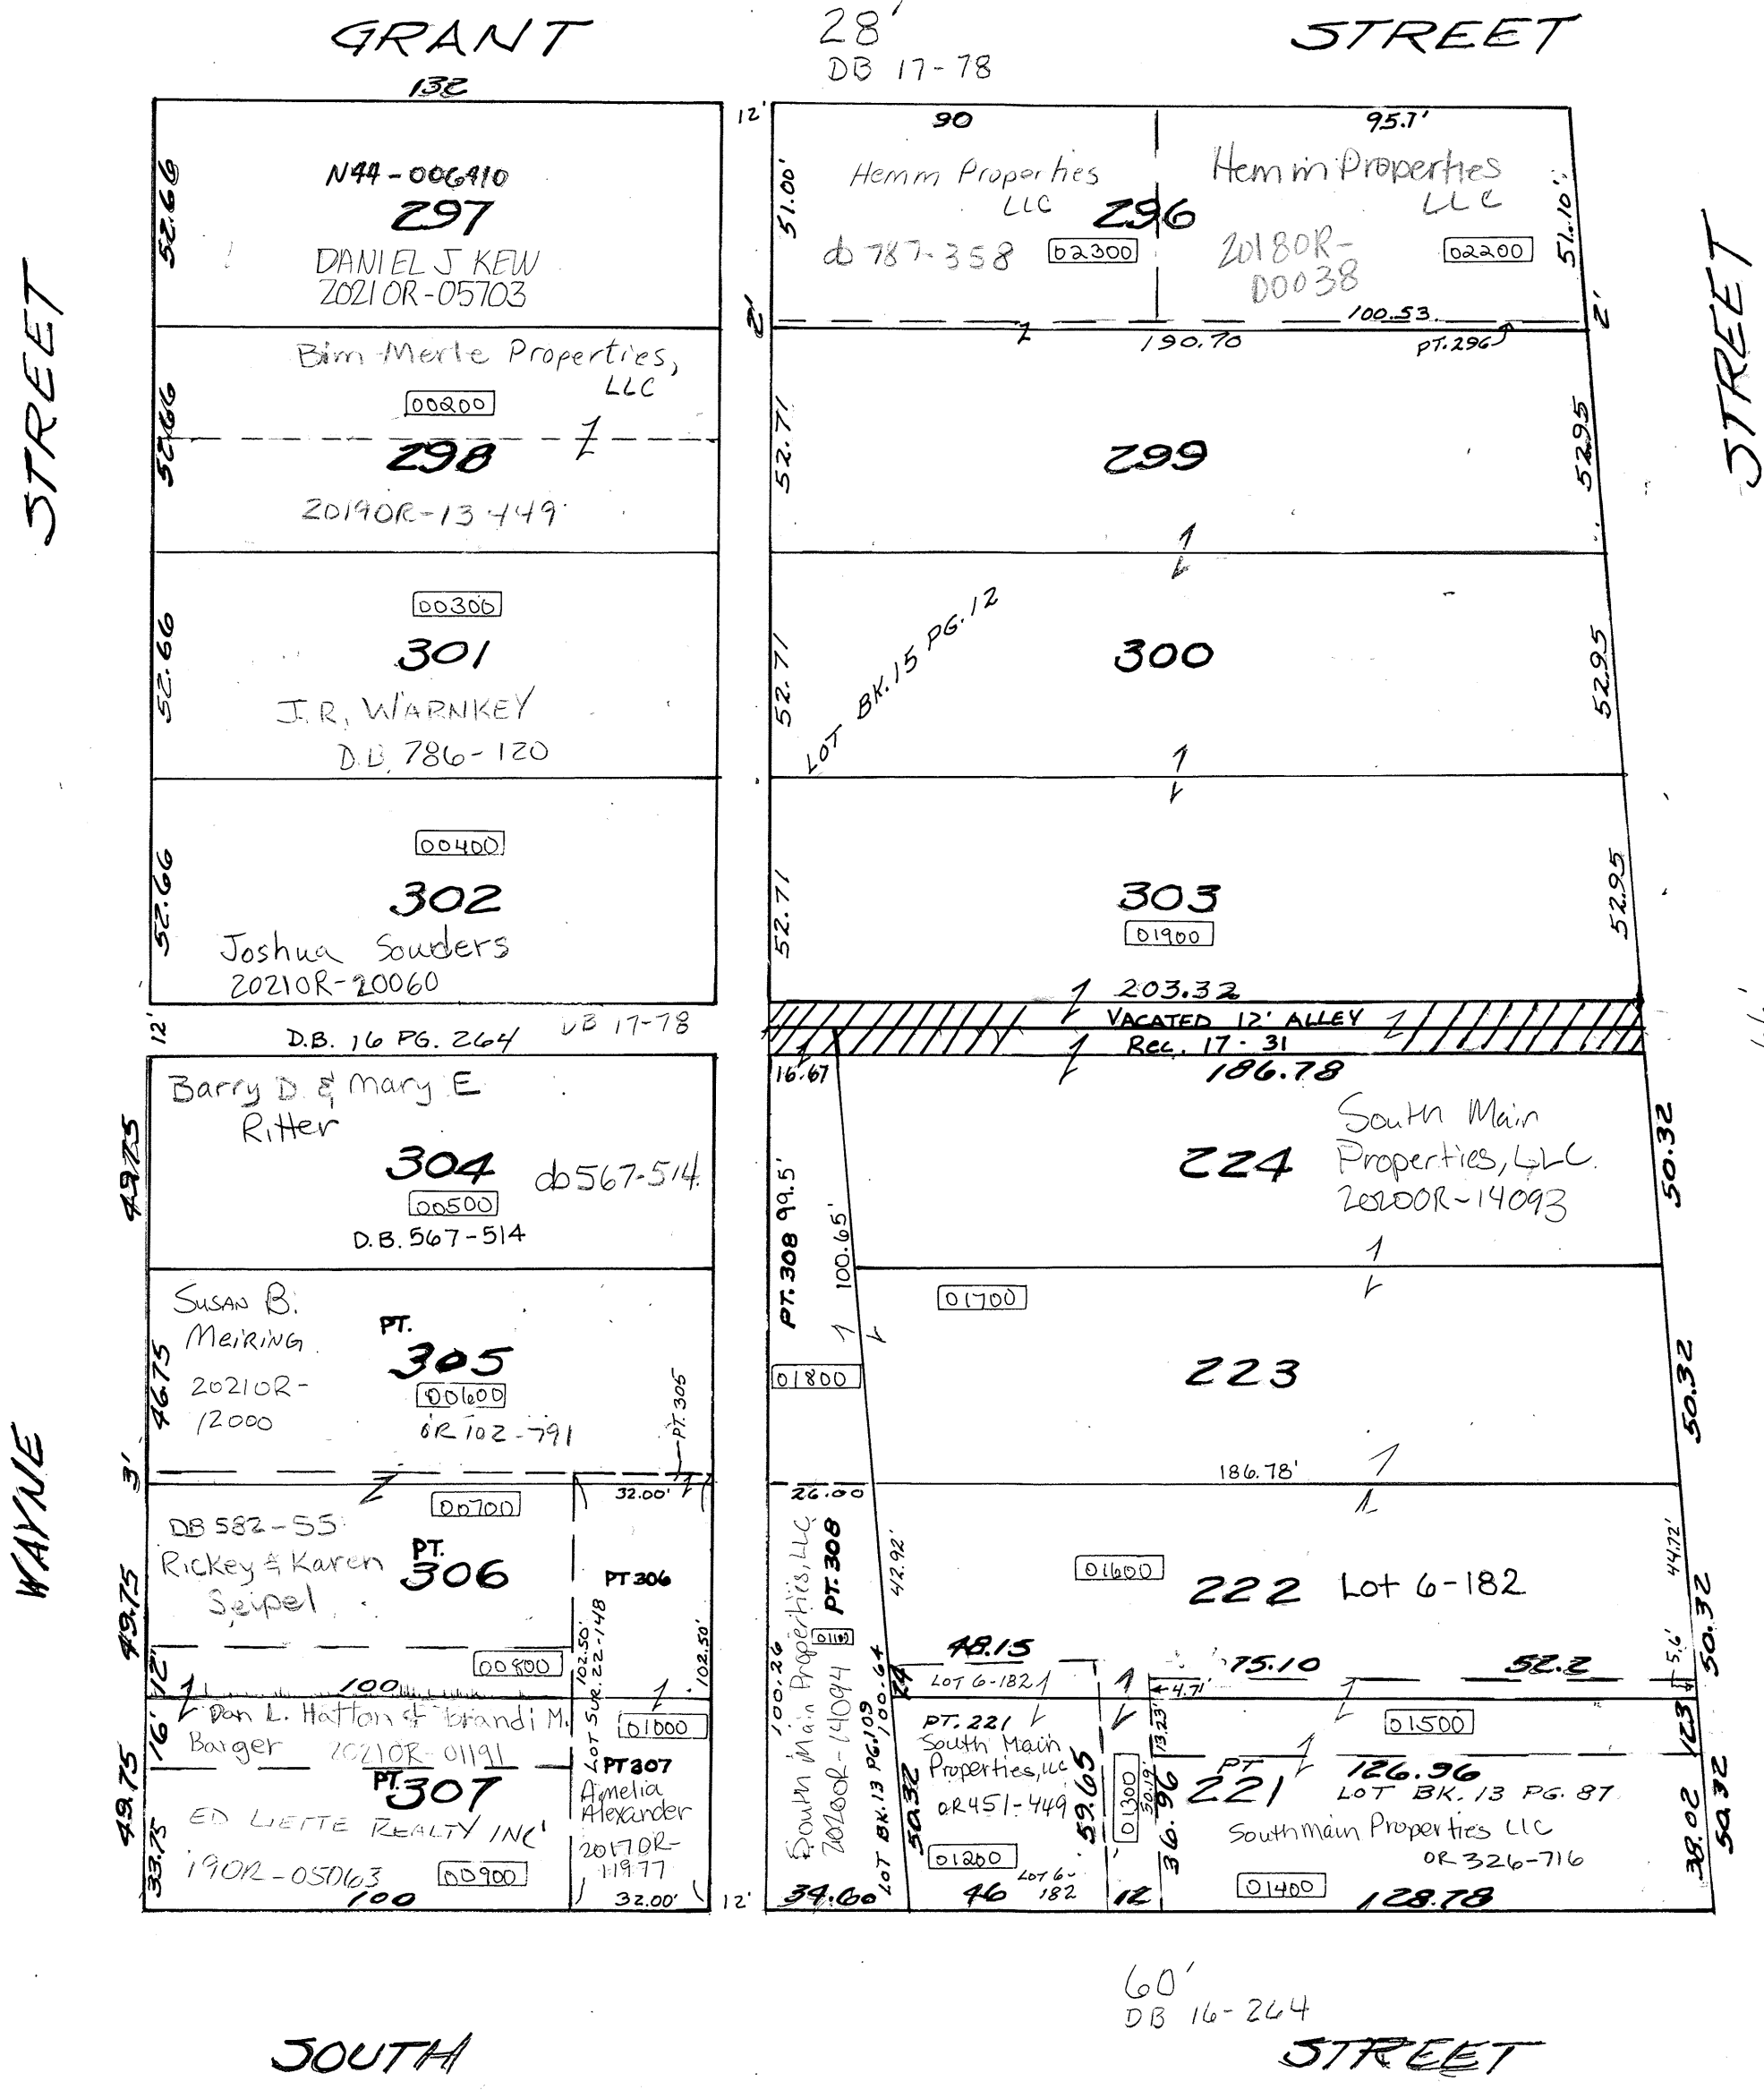 GRANT
28'
STREET
DB 17-78
132
12'
90
95.7'
N44-006410
297
DANIEL J KEW
2021OR-05703
52.66
51.00'
Hemm Properties
LLC
db 787-358
02300
296
Hemm Properties
LLC
2018OR-
00038
02200
51.10'
2'
100.53
2'
190.70
PT. 296
STREET
STREET
Bim-Merle Properties,
LLC
00200
52.66
298
2019OR-13449
52.71
299
52.95
00300
301
52.66
J.R. WARNKEY
D.B. 786-120
52.71
LOT BK. 15 PG. 12
300
52.95
00400
302
52.66
Joshua Souders
2021OR-20060
52.71
303
01900
52.95
203.32
12'
D.B. 16 PG. 264
DB 17-78
VACATED 12' ALLEY
Rec. 17-31
16.67
186.78
Barry D. & Mary E
Ritter
304
db 567-514
00500
D.B. 567-514
49.75
PT. 308 99.5'
100.65'
224
South Main
Properties, LLC.
2020OR-14093
50.32
SUSAN B.
MEIRING
2021OR-
12000
PT.
305
00600
OR 102-791
PT. 305
46.75
3'
01800
01700
223
50.32
186.78'
WAYNE
32.00'
26.00
00700
DB 582-55
Rickey & Karen
Seipel
PT.
306
PT 306
49.75
12'
00800
100
102.50'
LOT SUR. 22-148
102.50'
South Main Properties, LLC
2020OR-14094
PT. 308
100.26
LOT BK. 13 PG. 109
100.64
42.92'
01600
222
Lot 6-182
44.72'
50.32
5.6'
48.15
LOT 6-182
24
75.10
52.2
4.71'
Dan L. Hatton & Brandi M.
Barger
2021OR-01191
16'
49.75
01000
PT 307
Amelia
Alexander
2017OR-
11977
32.00'
PT.
307
ED LIETTE REALTY INC
19OR-05063
00900
33.75
100
12'
34.60
PT. 221
South Main
Properties, LLC
OR 451-449
50.32
59.65
01200
46
LOT 6-
182
01300
50.19'
12
13.23'
36.96
01500
12.3
PT
221
126.96
LOT BK. 13 PG. 87
South Main Properties LLC
OR 326-716
01400
128.78
38.02
50.32
60'
DB 16-264
SOUTH
STREET